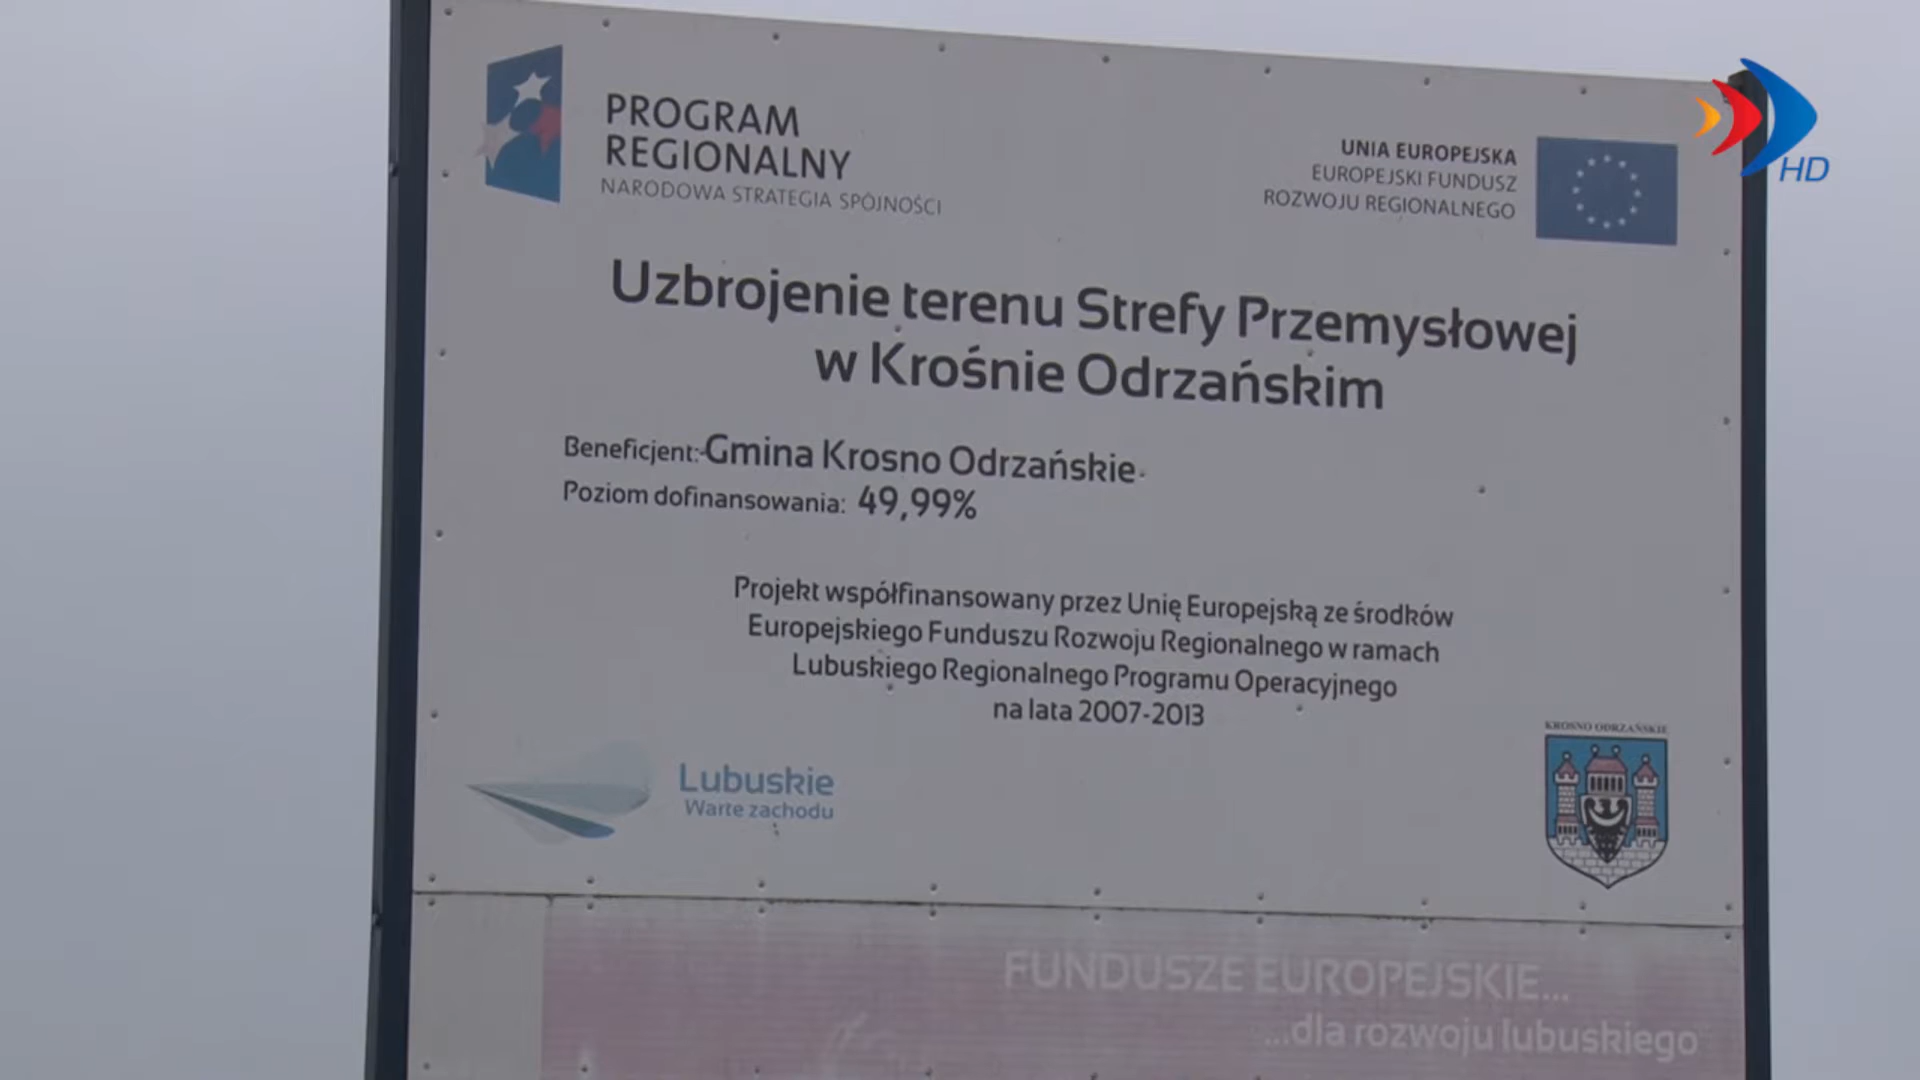 PROGRAM
REGIONALNY
NARODOWA STRATEGIA SPÓJNOŚCI
UNIA EUROPEJSKA
EUROPEJSKI FUNDUSZ
ROZWOJU REGIONALNEGO
HD
Uzbrojenie terenu Strefy Przemysłowej
w Krośnie Odrzańskim
Beneficjent: Gmina Krosno Odrzańskie
Poziom dofinansowania: 49,99%
Projekt współfinansowany przez Unię Europejską ze środków
Europejskiego Funduszu Rozwoju Regionalnego w ramach
Lubuskiego Regionalnego Programu Operacyjnego
na lata 2007-2013
Lubuskie
Warte zachodu
KROSNO ODRZAŃSKIE
FUNDUSZE EUROPEJSKIE...
...dla rozwoju lubuskiego